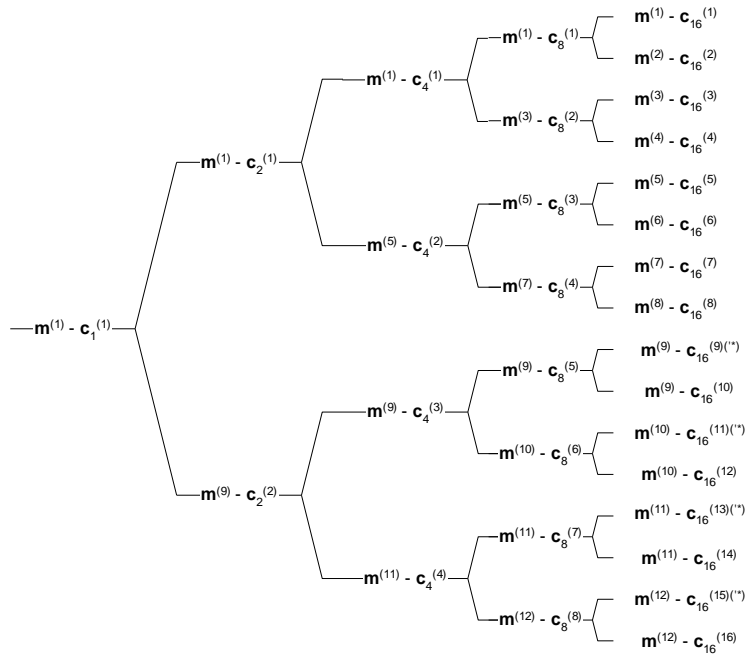 m(1) - c1(1)
m(1) - c2(1)
m(9) - c2(2)
m(1) - c4(1)
m(5) - c4(2)
m(9) - c4(3)
m(11) - c4(4)
m(1) - c8(1)
m(3) - c8(2)
m(5) - c8(3)
m(7) - c8(4)
m(9) - c8(5)
m(10) - c8(6)
m(11) - c8(7)
m(12) - c8(8)
m(1) - c16(1)
m(2) - c16(2)
m(3) - c16(3)
m(4) - c16(4)
m(5) - c16(5)
m(6) - c16(6)
m(7) - c16(7)
m(8) - c16(8)
m(9) - c16(9)('*)
m(9) - c16(10)
m(10) - c16(11)('*)
m(10) - c16(12)
m(11) - c16(13)('*)
m(11) - c16(14)
m(12) - c16(15)('*)
m(12) - c16(16)